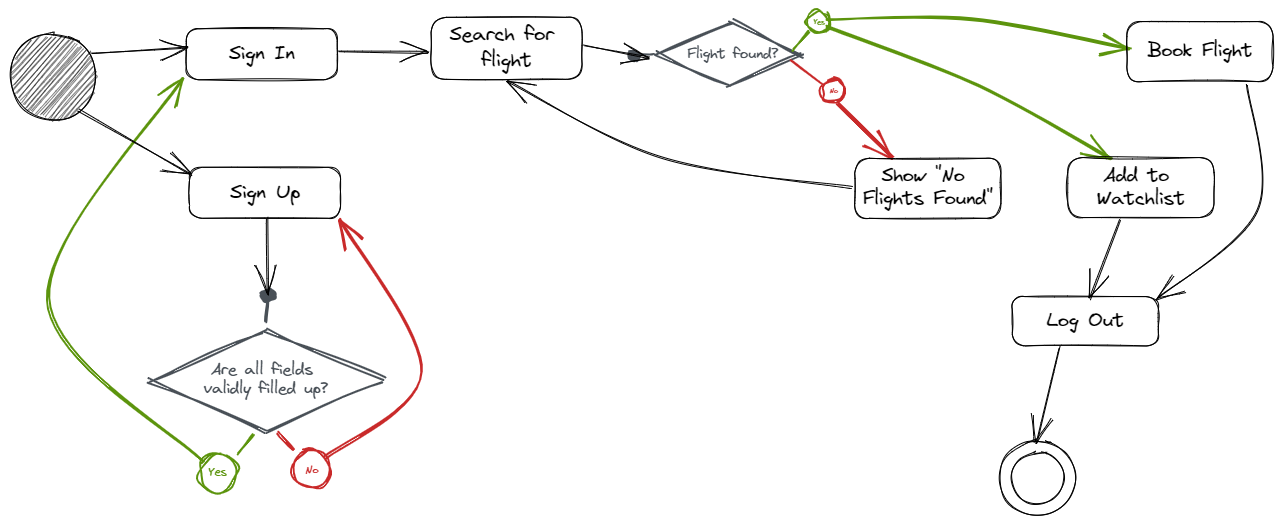 Sign In
Search for
flight
Flight found?
Yes
No
Book Flight
Sign Up
Show "No
Flights Found"
Add to
Watchlist
Log Out
Are all fields
validly filled up?
Yes
No